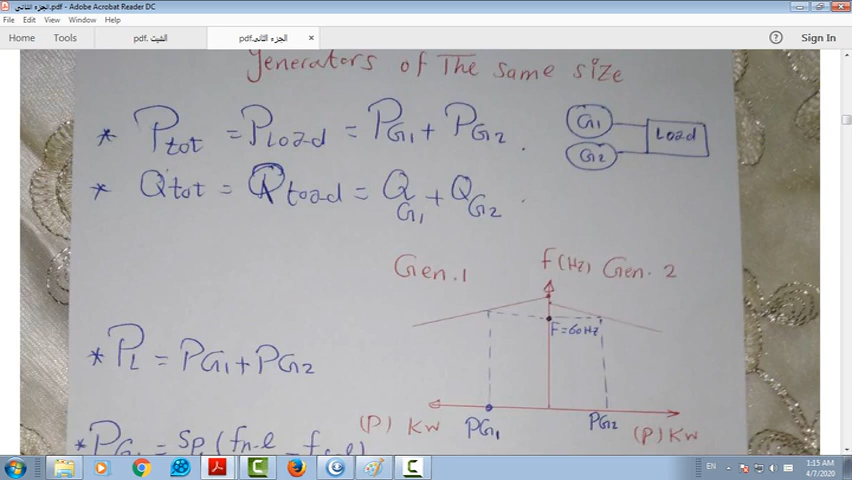 الجزء الثاني.pdf - Adobe Acrobat Reader DC
File Edit View Window Help
Home Tools الشيت.pdf الجزء الثاني.pdf × Sign In
Generators of The same size
* Ptot = PLoad = PG1 + PG2 .
G1 G2 Load
* Qtot = QLoad = QG1 + QG2 .
Gen.1 f(Hz) Gen. 2
F=60Hz
* PL = PG1 + PG2
(P) Kw PG1 PG2 (P) Kw
EN 1:15 AM
4/7/2020